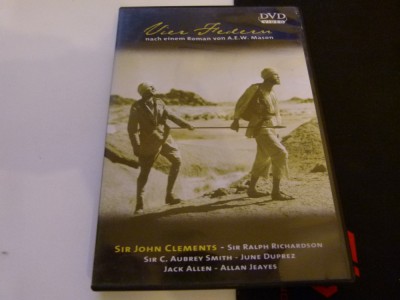 DVD
VIDEO
Vier Federn
nach einem Roman von A.E.W. Mason
SIR JOHN CLEMENTS - SIR RALPH RICHARDSON
SIR C. AUBREY SMITH - JUNE DUPREZ
JACK ALLEN - ALLAN JEAYES